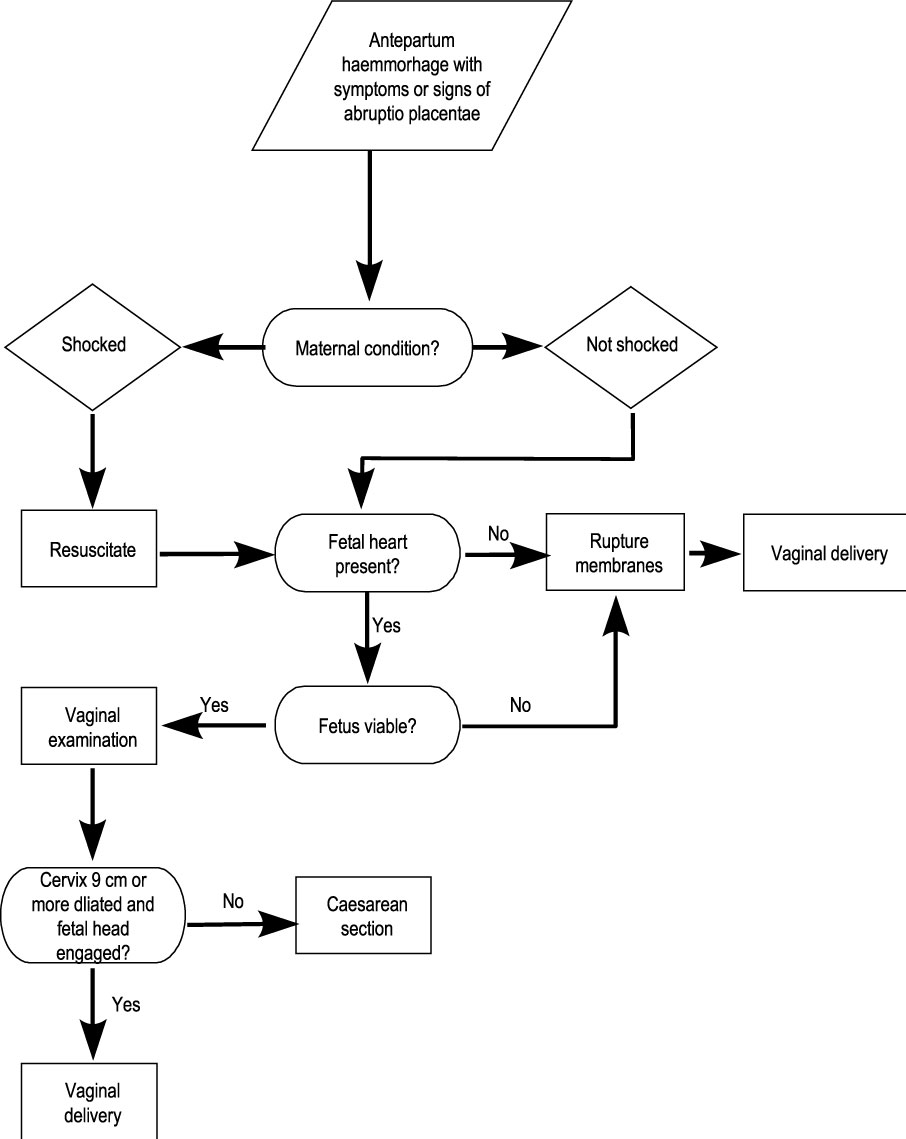 Antepartum
haemmorhage with
symptoms or signs of
abruptio placentae
Shocked
Maternal condition?
Not shocked
Resuscitate
Fetal heart
present?
No
Rupture
membranes
Vaginal delivery
Yes
Vaginal
examination
Yes
Fetus viable?
No
Cervix 9 cm or
more dliated and
fetal head
engaged?
No
Caesarean
section
Yes
Vaginal
delivery